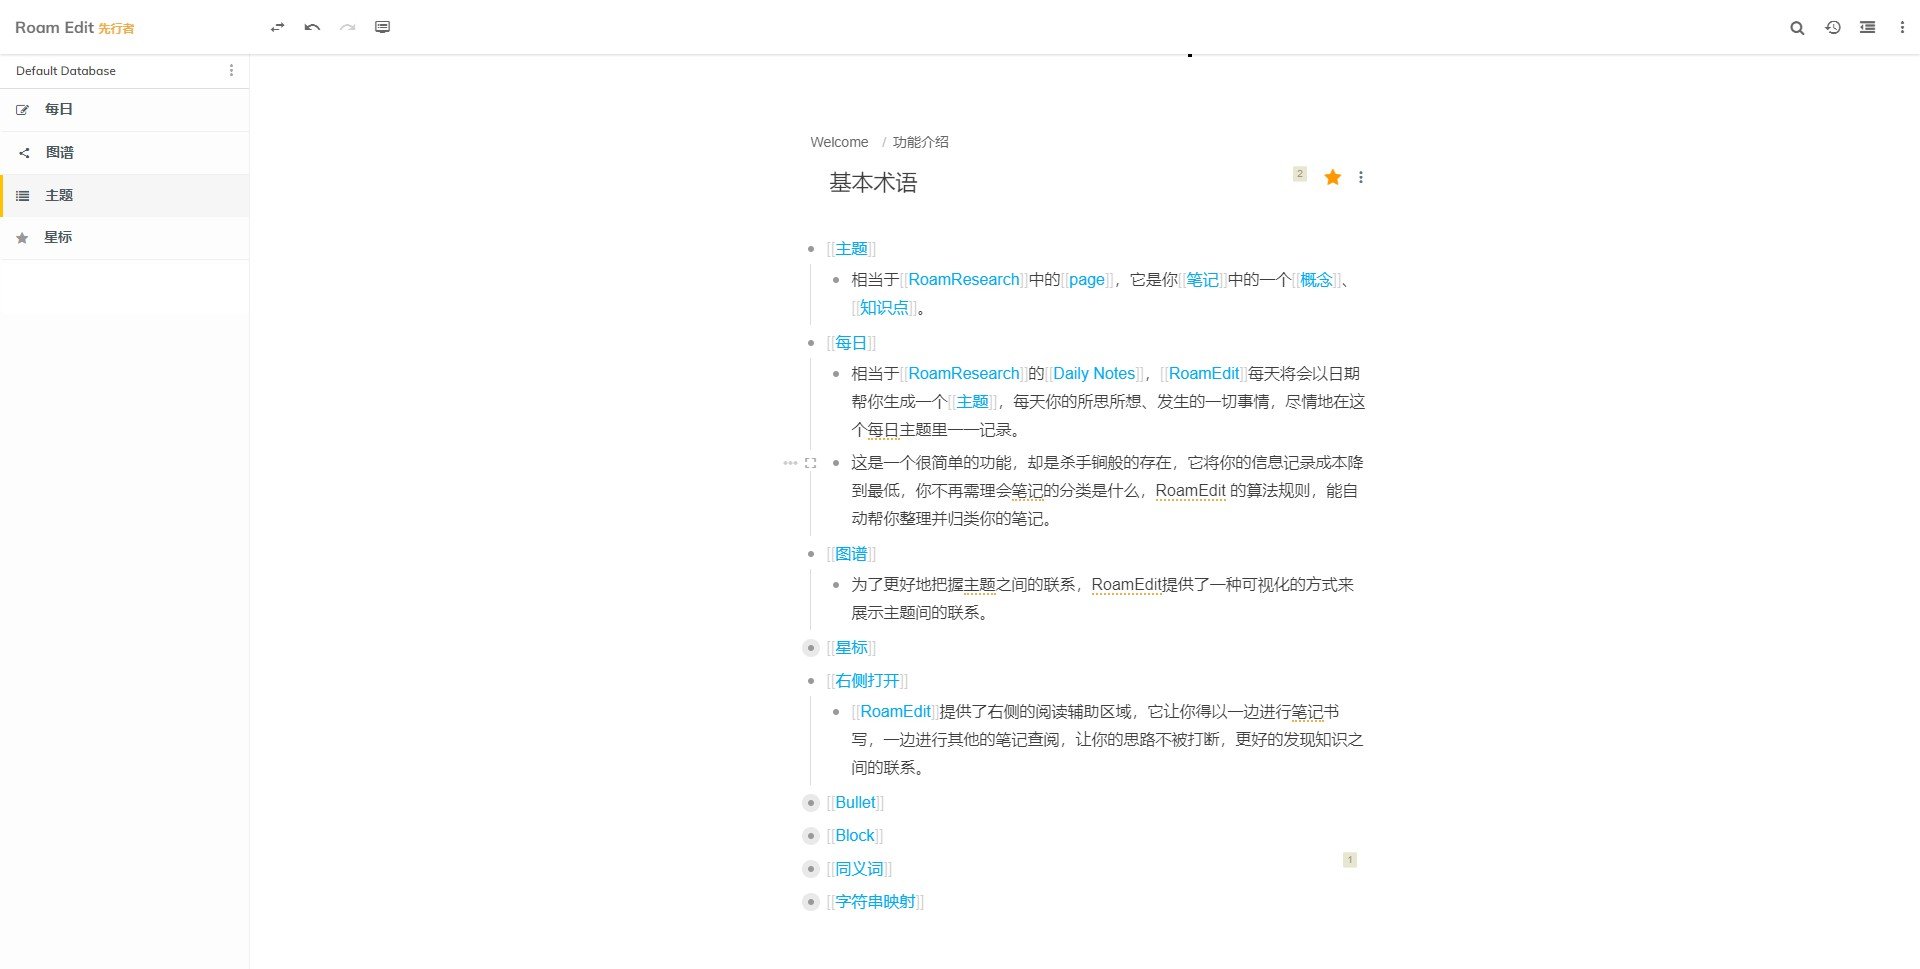 Roam Edit 先行者
Default Database
每日
图谱
主题
星标
Welcome / 功能介绍
基本术语
2
[[主题]]
相当于[[RoamResearch]]中的[[page]]，它是你[[笔记]]中的一个[[概念]]、
[[知识点]]。
[[每日]]
相当于[[RoamResearch]]的[[Daily Notes]]，[[RoamEdit]]每天将会以日期
帮你生成一个[[主题]]，每天你的所思所想、发生的一切事情，尽情地在这
个每日主题里一一记录。
这是一个很简单的功能，却是杀手锏般的存在，它将你的信息记录成本降
到最低，你不再需理会笔记的分类是什么，RoamEdit 的算法规则，能自
动帮你整理并归类你的笔记。
[[图谱]]
为了更好地把握主题之间的联系，RoamEdit提供了一种可视化的方式来
展示主题间的联系。
[[星标]]
[[右侧打开]]
[[RoamEdit]]提供了右侧的阅读辅助区域，它让你得以一边进行笔记书
写，一边进行其他的笔记查阅，让你的思路不被打断，更好的发现知识之
间的联系。
[[Bullet]]
[[Block]]
[[同义词]]
1
[[字符串映射]]